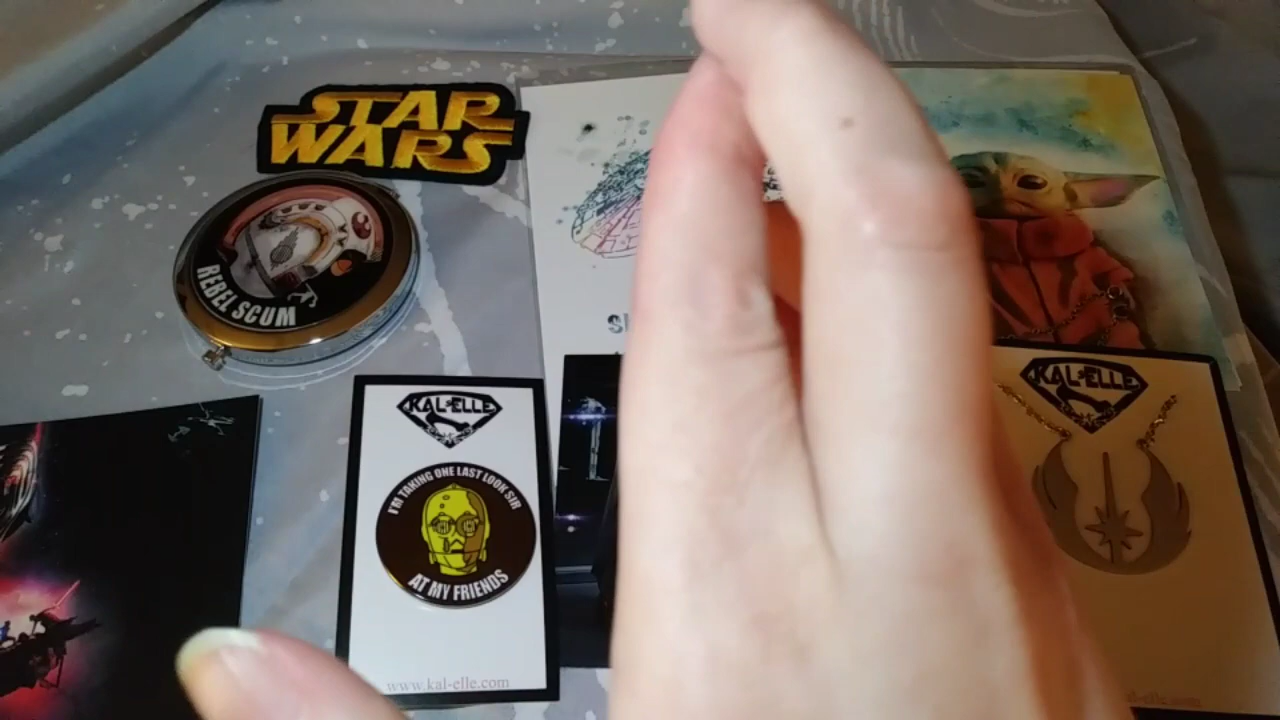 STAR
WARS
REBEL SCUM
KAL-ELLE
I'M TAKING ONE LAST LOOK SIR
AT MY FRIENDS
www.kal-elle.com
KAL-ELLE